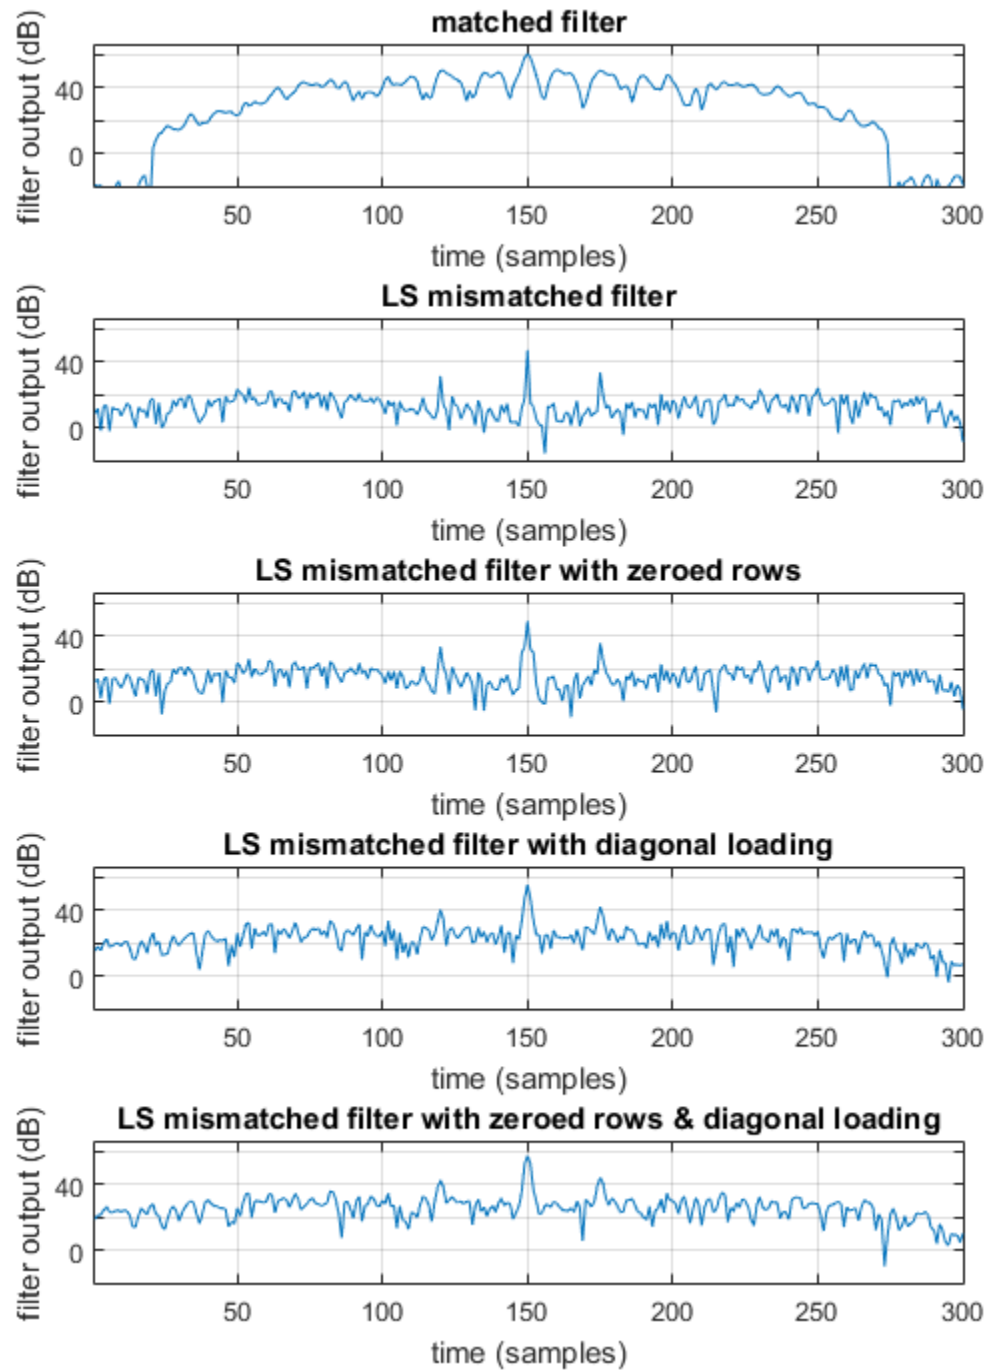 matched filter
filter output (dB)
40
0
50 100 150 200 250 300
time (samples)
LS mismatched filter
filter output (dB)
40
0
50 100 150 200 250 300
time (samples)
LS mismatched filter with zeroed rows
filter output (dB)
40
0
50 100 150 200 250 300
time (samples)
LS mismatched filter with diagonal loading
filter output (dB)
40
0
50 100 150 200 250 300
time (samples)
LS mismatched filter with zeroed rows & diagonal loading
filter output (dB)
40
0
50 100 150 200 250 300
time (samples)